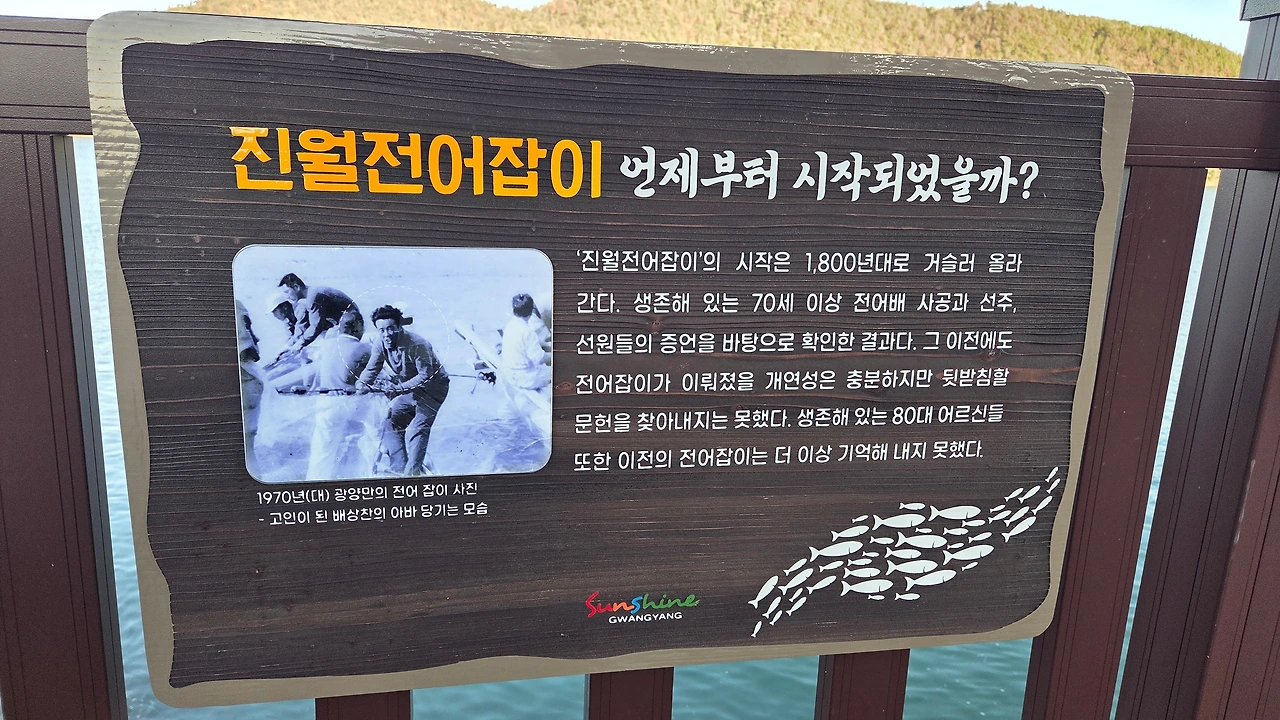 진월전어잡이 언제부터 시작되었을까?
'진월전어잡이'의 시작은 1,800년대로 거슬러 올라
간다. 생존해 있는 70세 이상 전어배 사공과 선주,
선원들의 증언을 바탕으로 확인한 결과다. 그 이전에도
전어잡이가 이뤄졌을 개연성은 충분하지만 뒷받침할
문헌을 찾아내지는 못했다. 생존해 있는 80대 어르신들
또한 이전의 전어잡이는 더 이상 기억해 내지 못했다.
1970년(대) 광양만의 전어 잡이 사진
- 고인이 된 배상찬의 아바 당기는 모습
Sunshine
GWANGYANG